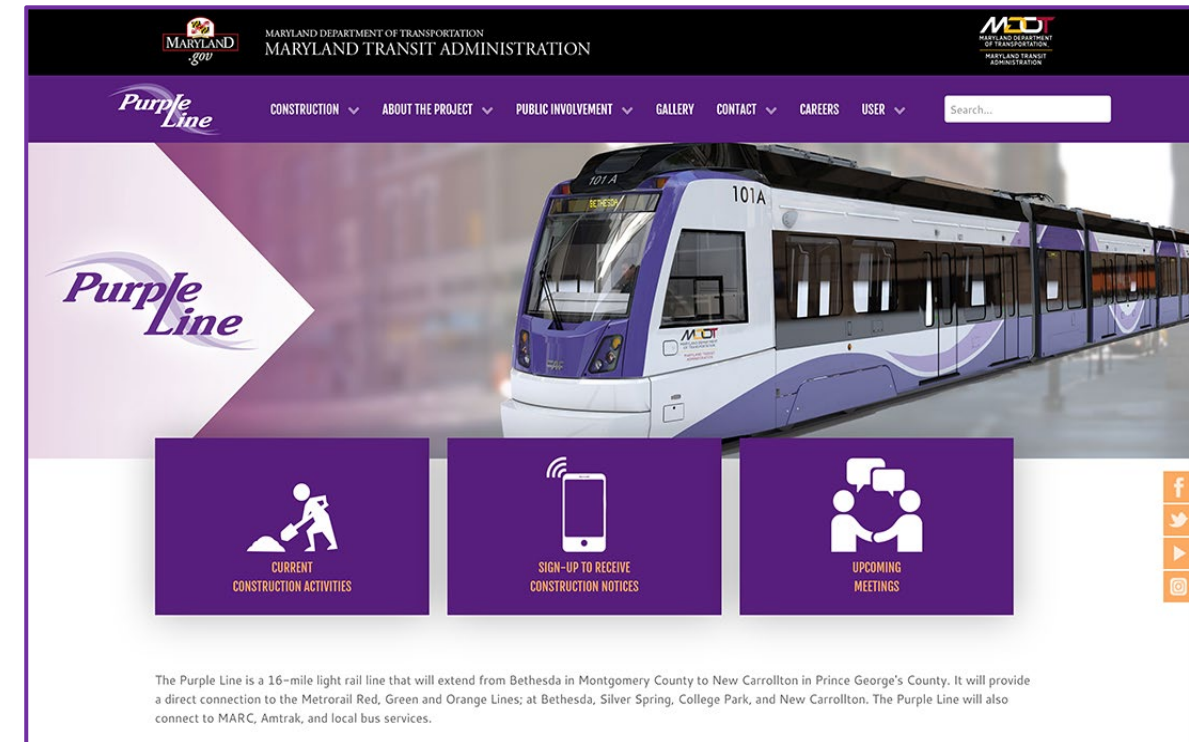 MARYLAND
.gov
MARYLAND DEPARTMENT OF TRANSPORTATION
MARYLAND TRANSIT ADMINISTRATION
MDOT
MARYLAND DEPARTMENT
OF TRANSPORTATION
MARYLAND TRANSIT
ADMINISTRATION
Purple
Line
CONSTRUCTION
ABOUT THE PROJECT
PUBLIC INVOLVEMENT
GALLERY
CONTACT
CAREERS
USER
Search...
Purple
Line
101 A
BETHESDA
101A
MDOT
MARYLAND TRANSIT
ADMINISTRATION
CURRENT
CONSTRUCTION ACTIVITIES
SIGN-UP TO RECEIVE
CONSTRUCTION NOTICES
UPCOMING
MEETINGS
The Purple Line is a 16-mile light rail line that will extend from Bethesda in Montgomery County to New Carrollton in Prince George's County. It will provide
a direct connection to the Metrorail Red, Green and Orange Lines; at Bethesda, Silver Spring, College Park, and New Carrollton. The Purple Line will also
connect to MARC, Amtrak, and local bus services.